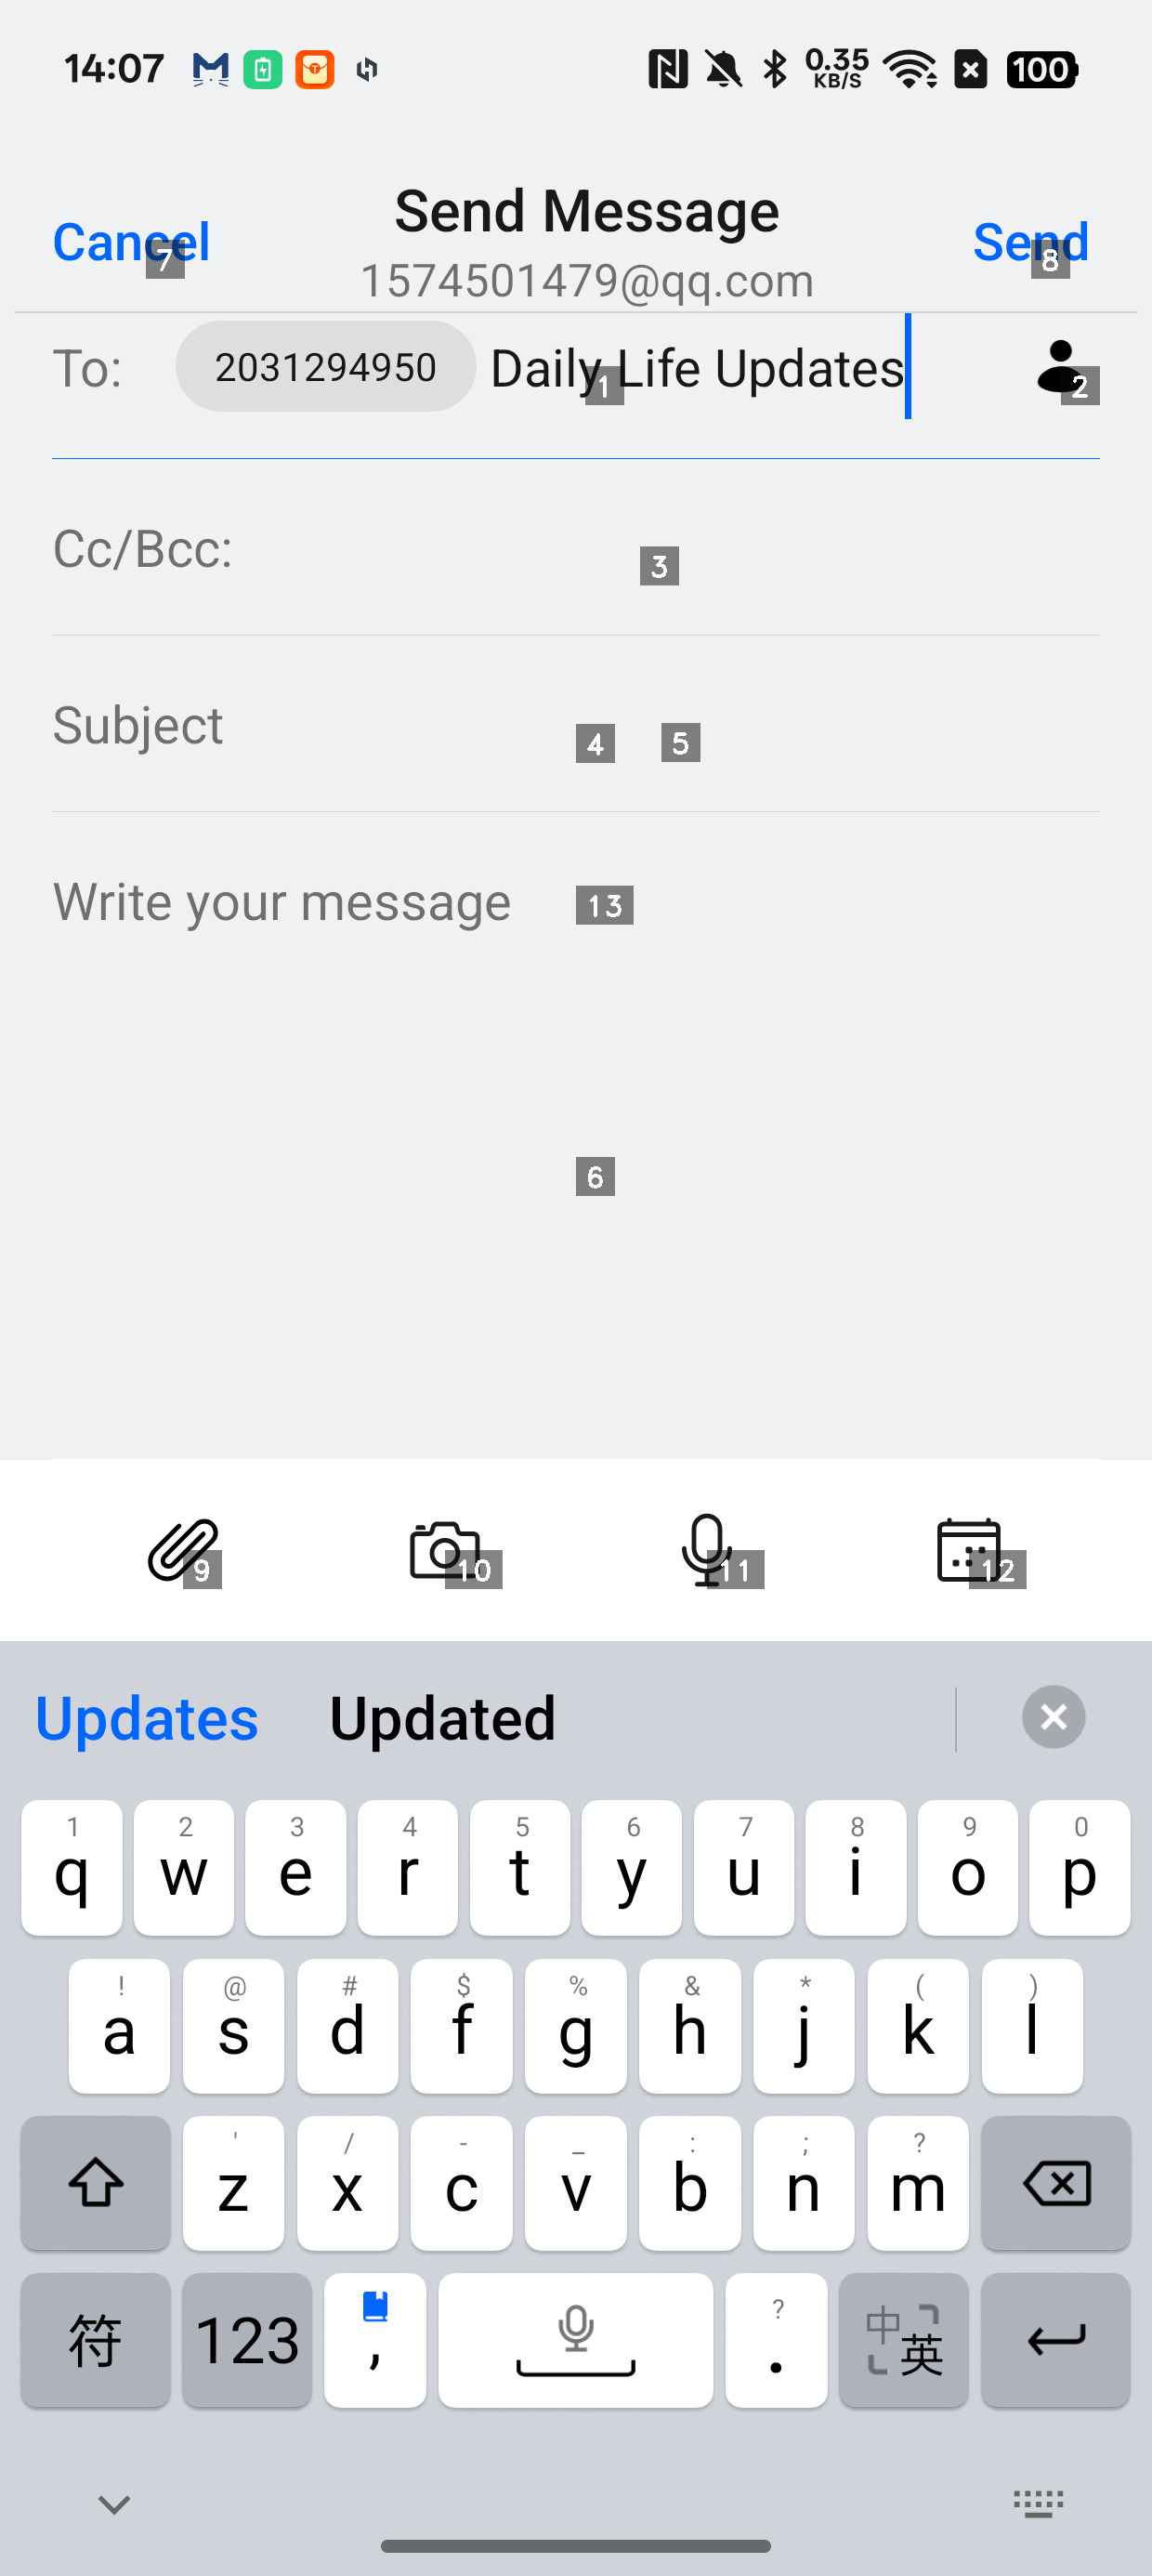 14:07 0.35 KB/S 100
Cancel Send Message Send
7 1574501479@qq.com 8
To: 2031294950 Daily Life Updates
1 2
Cc/Bcc: 3
Subject 4 5
Write your message 13
6
9 10 11 12
Updates Updated
1 2 3 4 5 6 7 8 9 0
q w e r t y u i o p
! @ # $ % & * ( )
a s d f g h j k l
' / - _ : ; ?
z x c v b n m
?
符 123 , . 中 英